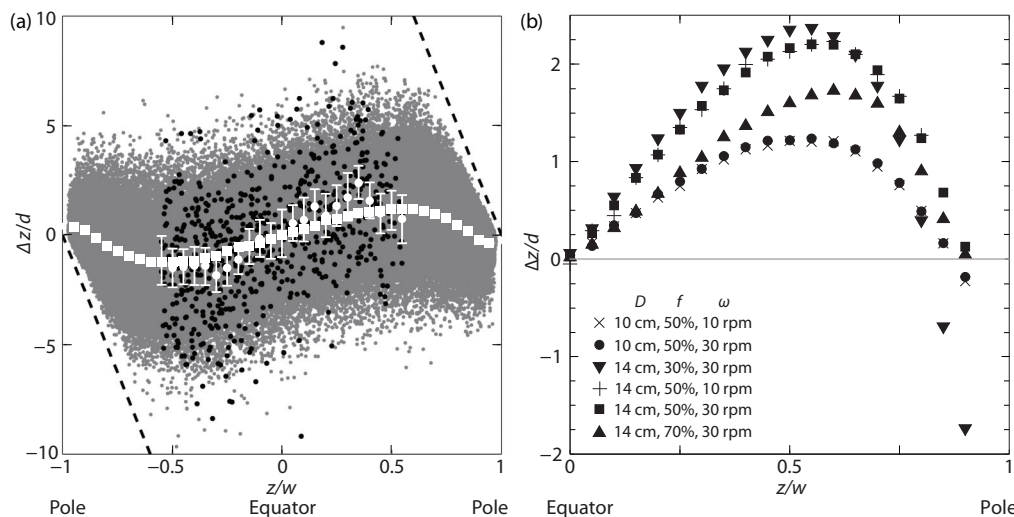 (a)
10
5
0
−5
−10
Δz/d
−1
−0.5
0
0.5
1
z/w
Pole
Equator
Pole
(b)
2
1
0
−1
−2
Δz/d
D f ω
10 cm, 50%, 10 rpm
10 cm, 50%, 30 rpm
14 cm, 30%, 30 rpm
14 cm, 50%, 10 rpm
14 cm, 50%, 30 rpm
14 cm, 70%, 30 rpm
0
0.5
1
z/w
Equator
Pole